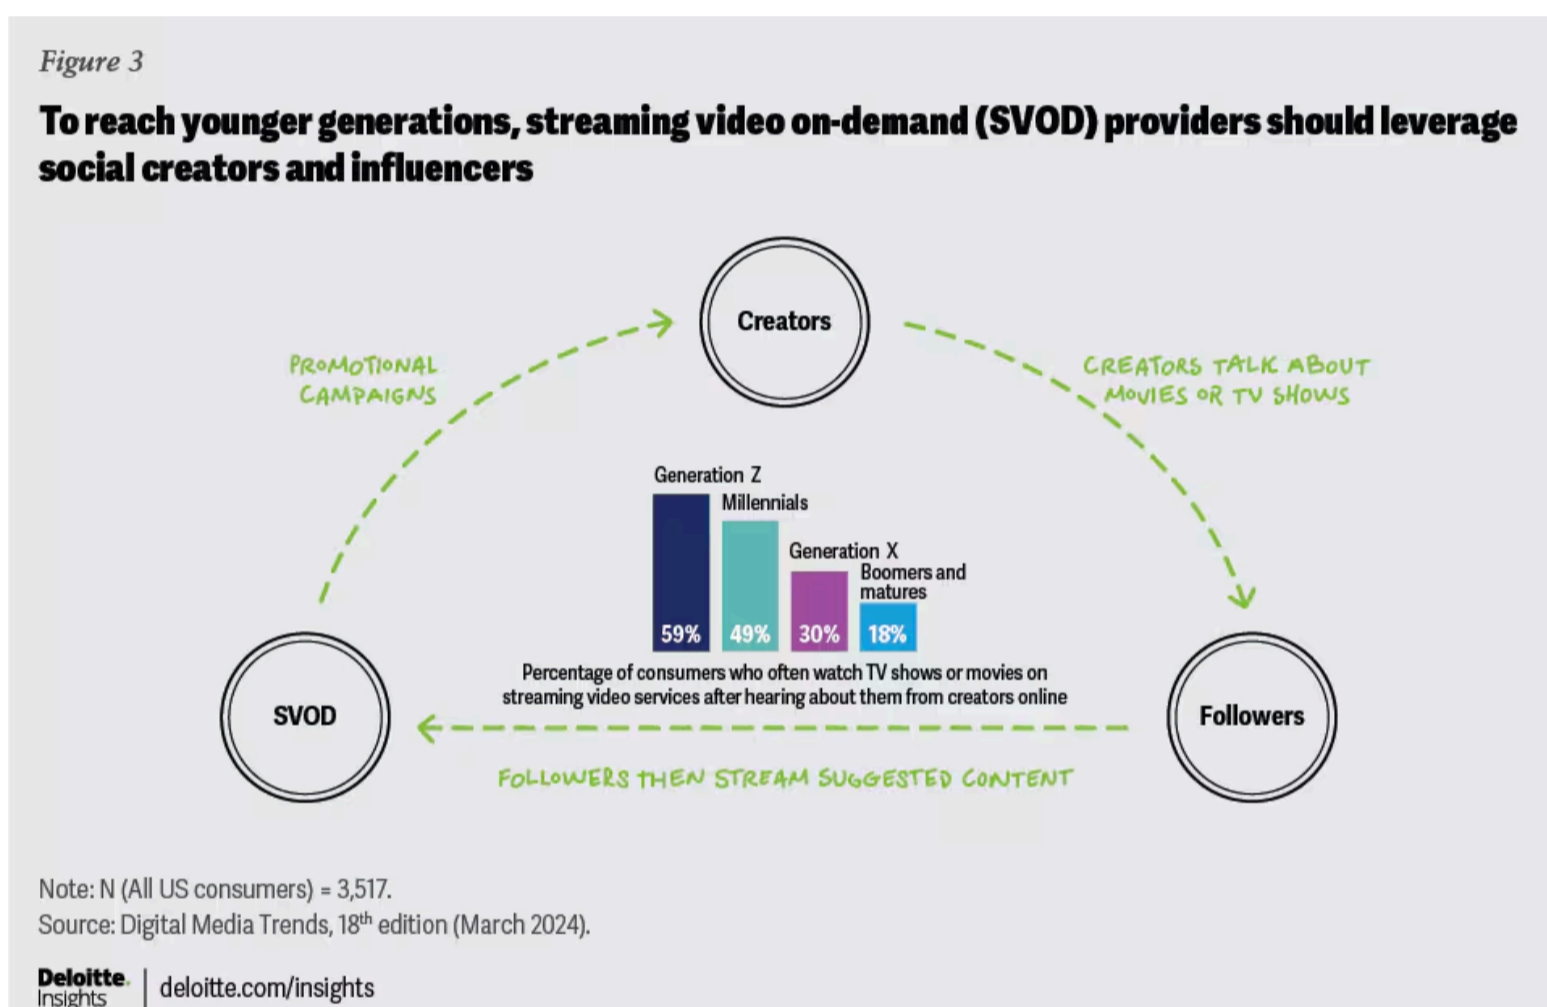 Figure 3
To reach younger generations, streaming video on-demand (SVOD) providers should leverage
social creators and influencers
Creators
PROMOTIONAL
CAMPAIGNS
CREATORS TALK ABOUT
MOVIES OR TV SHOWS
Generation Z
Millennials
Generation X
Boomers and
matures
59%
49%
30%
18%
Percentage of consumers who often watch TV shows or movies on
streaming video services after hearing about them from creators online
SVOD
Followers
FOLLOWERS THEN STREAM SUGGESTED CONTENT
Note: N (All US consumers) = 3,517.
Source: Digital Media Trends, 18th edition (March 2024).
Deloitte.
Insights
deloitte.com/insights